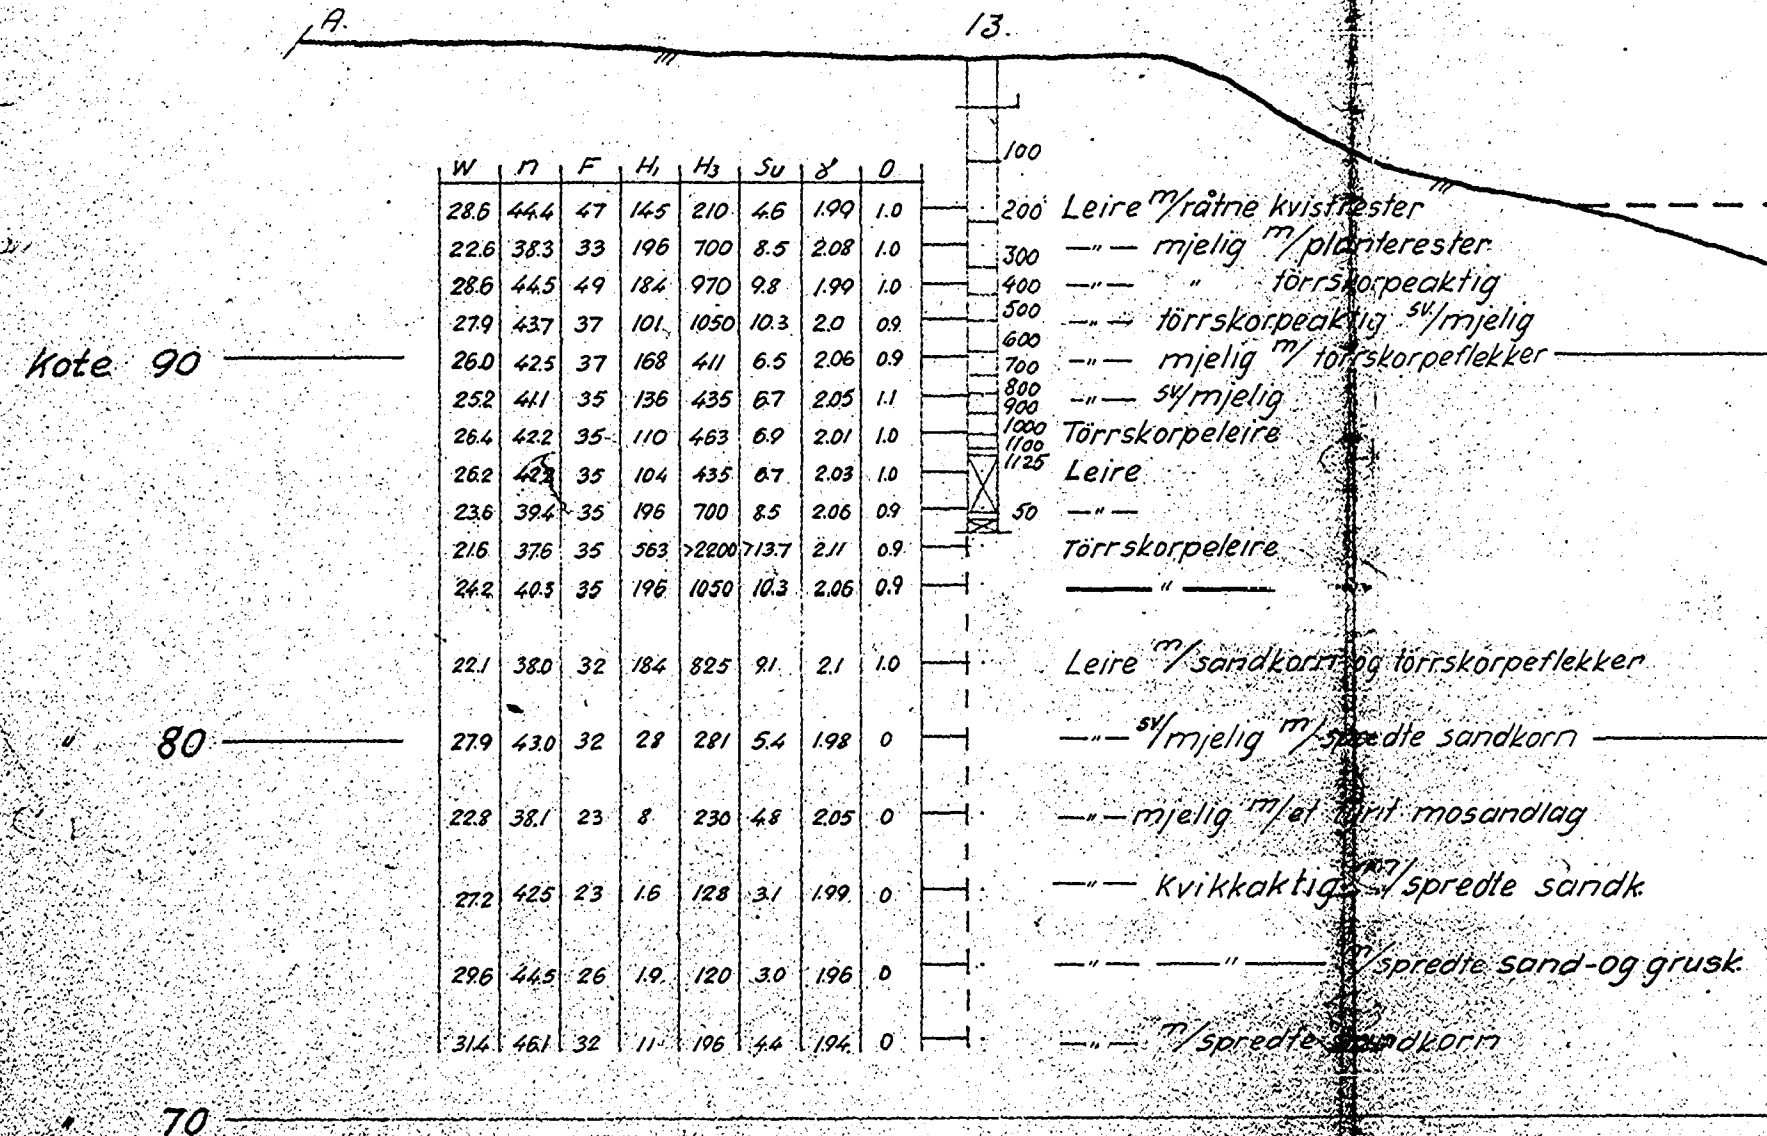 A. 13.
100
W n F H₁ H₃ Su γ O
28.6 44.4 47 145 210 4.6 1.99 1.0 200 Leire m/råtne kvistrester
22.6 38.3 33 196 700 8.5 2.08 1.0 300 —"— mjelig m/planterester
28.6 44.5 49 184 970 9.8 1.99 1.0 400 —"— " törrskorpeaktig
27.9 43.7 37 101 1050 10.3 2.0 0.9 500 —"— törrskorpeaktig sv/mjelig
600
Kote 90 26.0 42.5 37 168 411 6.5 2.06 0.9 700 —"— mjelig m/törrskorpeflekker
25.2 41.1 35 136 435 6.7 2.05 1.1 800 —"— sv/mjelig
900
26.4 42.2 35 110 463 6.9 2.01 1.0 1000 Törrskorpeleire
1100
26.2 35 104 435 6.7 2.03 1.0 1125 Leire
23.6 39.4 35 196 700 8.5 2.06 0.9 50 —"—
21.6 37.6 35 563 >2200 >13.7 2.11 0.9 Törrskorpeleire
24.2 40.3 35 196 1050 10.3 2.06 0.9 —"—
22.1 38.0 32 184 825 9.1 2.1 1.0 Leire m/sandkorn og törrskorpeflekker
" 80 27.9 43.0 32 28 281 5.4 1.98 0 —"— sv/mjelig m/spredte sandkorn
22.8 38.1 23 8 230 4.8 2.05 0 —"— mjelig m/et tynt mosandlag
27.2 42.5 23 1.6 128 3.1 1.99 0 —"— Kvikkaktig m/spredte sandk.
29.6 44.5 26 1.9 120 3.0 1.96 0 —"— —"— m/spredte sand-og grusk.
31.4 46.1 32 11 196 4.4 1.94 0 —"— m/spredte sandkorn
" 70